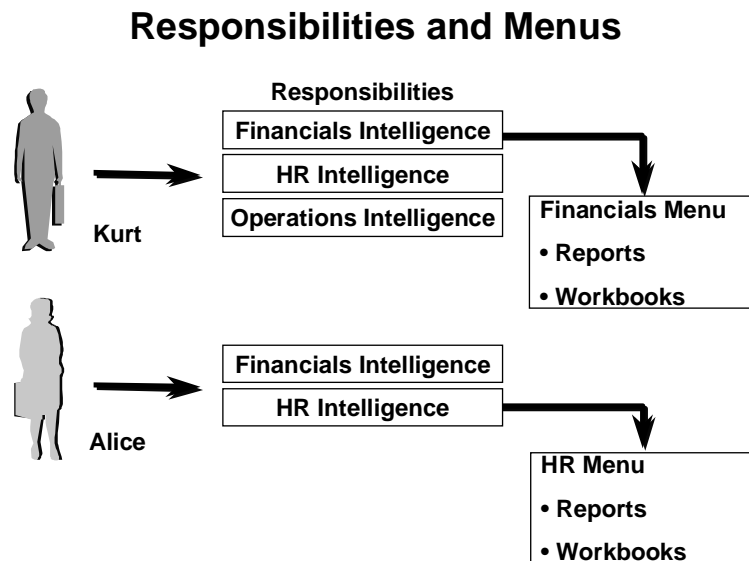 Responsibilities and Menus
Responsibilities
Financials Intelligence
HR Intelligence
Operations Intelligence
Kurt
Financials Menu
• Reports
• Workbooks
Financials Intelligence
HR Intelligence
Alice
HR Menu
• Reports
• Workbooks